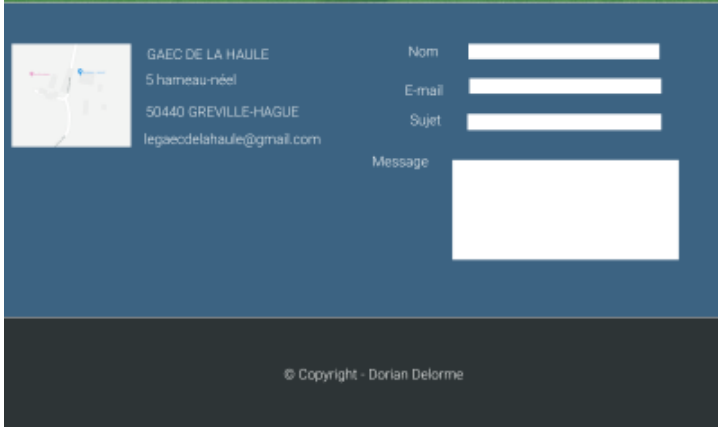 GAEC DE LA HAULE
5 hameau-néel
50440 GREVILLE-HAGUE
legaecdelahaule@gmail.com
Nom
E-mail
Sujet
Message
© Copyright - Dorian Delorme